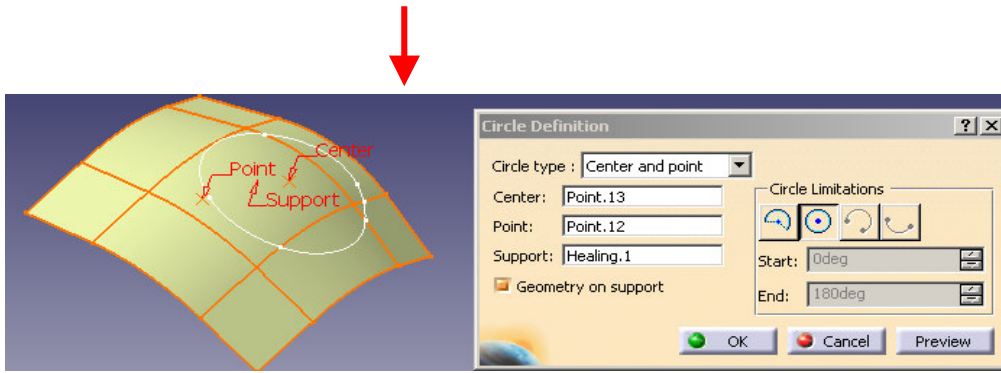 Center
Point
Support
Circle Definition
Circle type : Center and point
Center: Point.13
Point: Point.12
Support: Healing.1
Geometry on support
Circle Limitations
Start: 0deg
End: 180deg
OK Cancel Preview